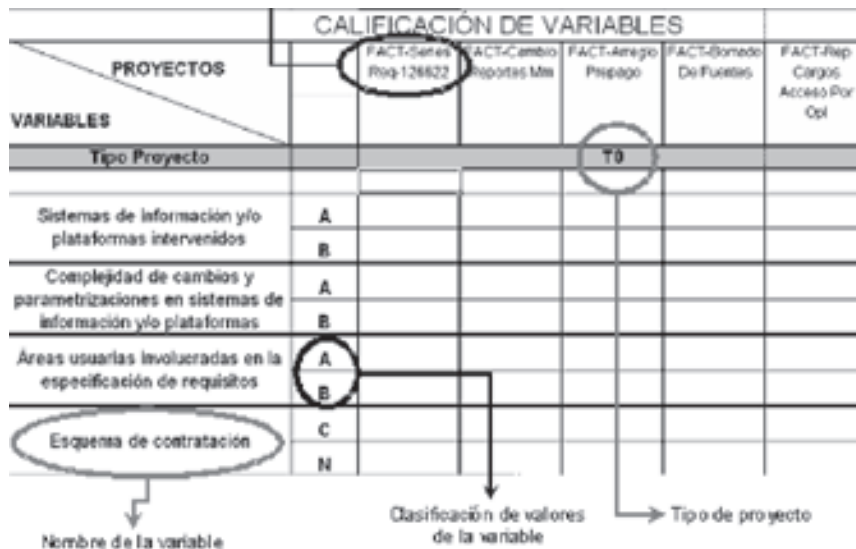 CALIFICACIÓN DE VARIABLES
PROYECTOS
VARIABLES
FACT-Series
Req-126622
FACT-Cambio
Reportes Mm
FACT-Arreglo
Prepago
FACT-Borrado
De Fuentes
FACT-Rep
Cargos
Acceso Por
Opl
Tipo Proyecto
T0
Sistemas de información y/o
plataformas intervenidos
A
B
Complejidad de cambios y
parametrizaciones en sistemas de
información y/o plataformas
A
B
Áreas usuarias involucradas en la
especificación de requisitos
A
B
Esquema de contratación
C
N
Nombre de la variable
Clasificación de valores
de la variable
Tipo de proyecto